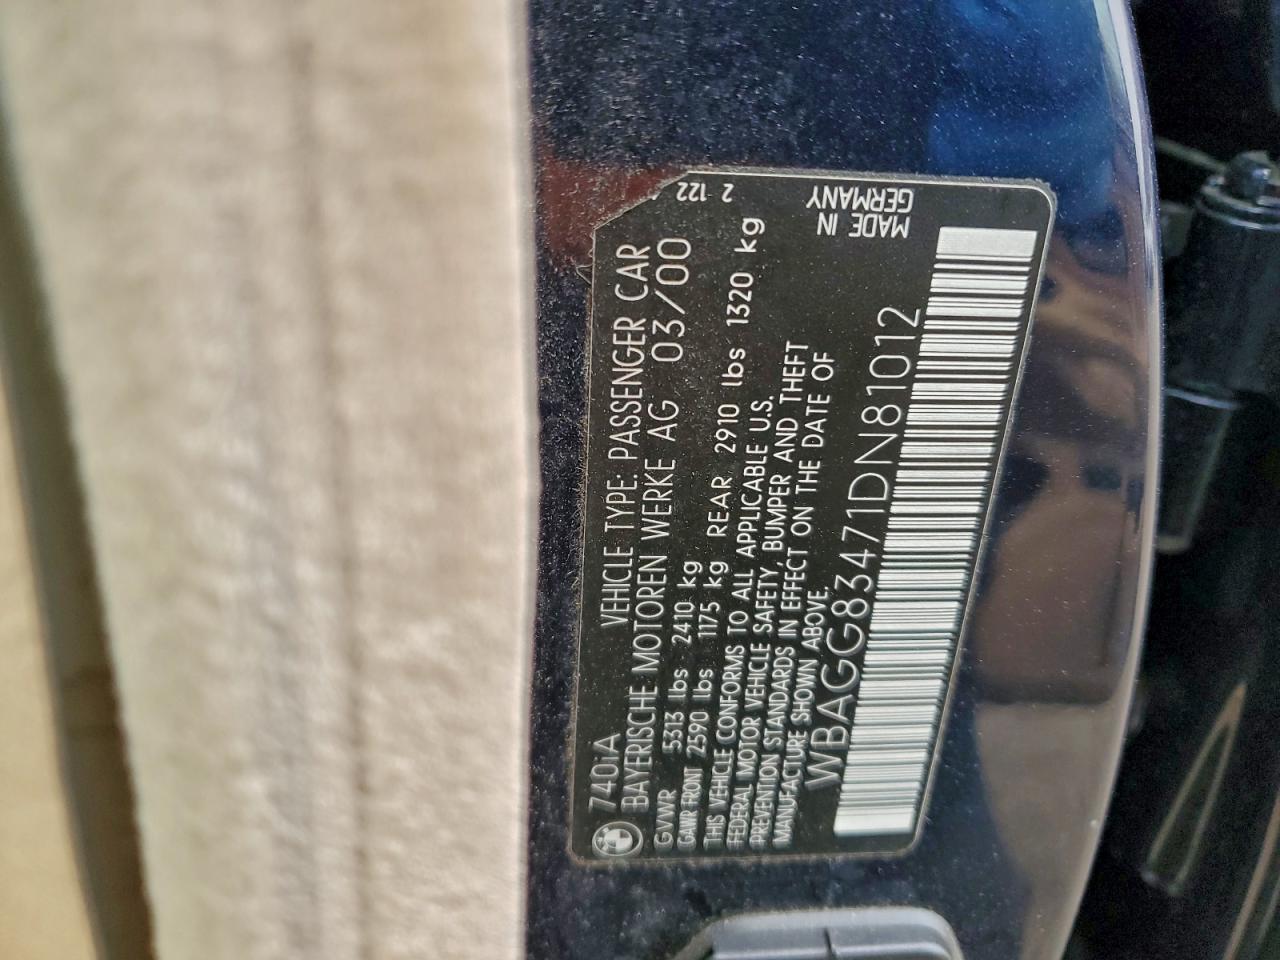 740iA VEHICLE TYPE: PASSENGER CAR
BAYERISCHE MOTOREN WERKE AG 03/00
GVWR 5313 lbs 2410 kg
GAWR FRONT 2590 lbs 1175 kg REAR 2910 lbs 1320 kg
THIS VEHICLE CONFORMS TO ALL APPLICABLE U.S.
FEDERAL MOTOR VEHICLE SAFETY, BUMPER AND THEFT
PREVENTION STANDARDS IN EFFECT ON THE DATE OF
MANUFACTURE SHOWN ABOVE.
WBAGG83471DN81012
122
2
MADE IN
GERMANY